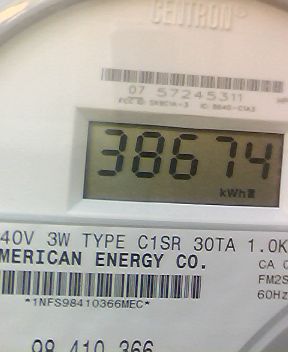 CENTRON®
07 57245311
38674
kWh
40V 3W TYPE C1SR 30TA 1.0K
MERICAN ENERGY CO.
CA 0
FM2S
60Hz
*1NFS98410366MEC*
98 410 366